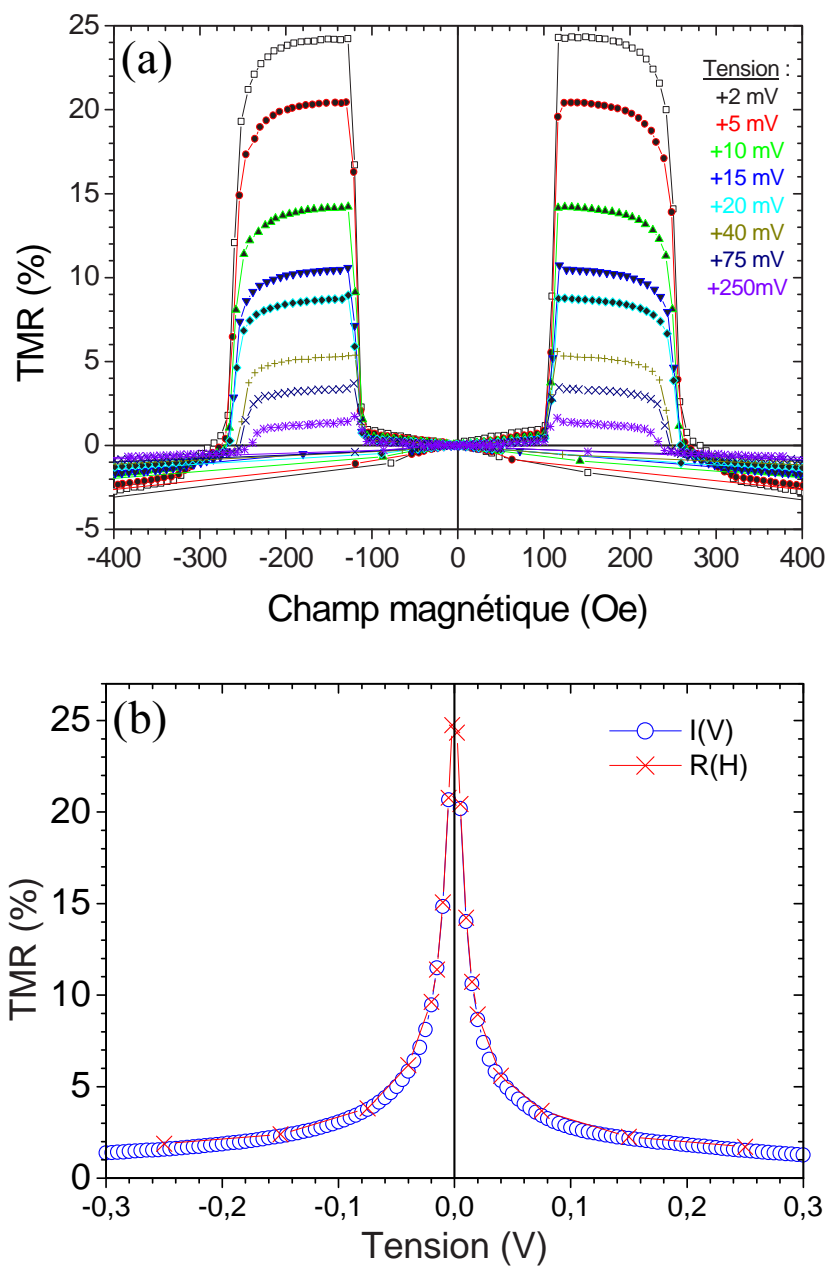 (a)
25
20
15
10
5
0
-5
TMR (%)
-400 -300 -200 -100 0 100 200 300 400
Champ magnétique (Oe)
Tension :
+2 mV
+5 mV
+10 mV
+15 mV
+20 mV
+40 mV
+75 mV
+250mV
(b)
25
20
15
10
5
0
TMR (%)
I(V)
R(H)
-0,3 -0,2 -0,1 0,0 0,1 0,2 0,3
Tension (V)